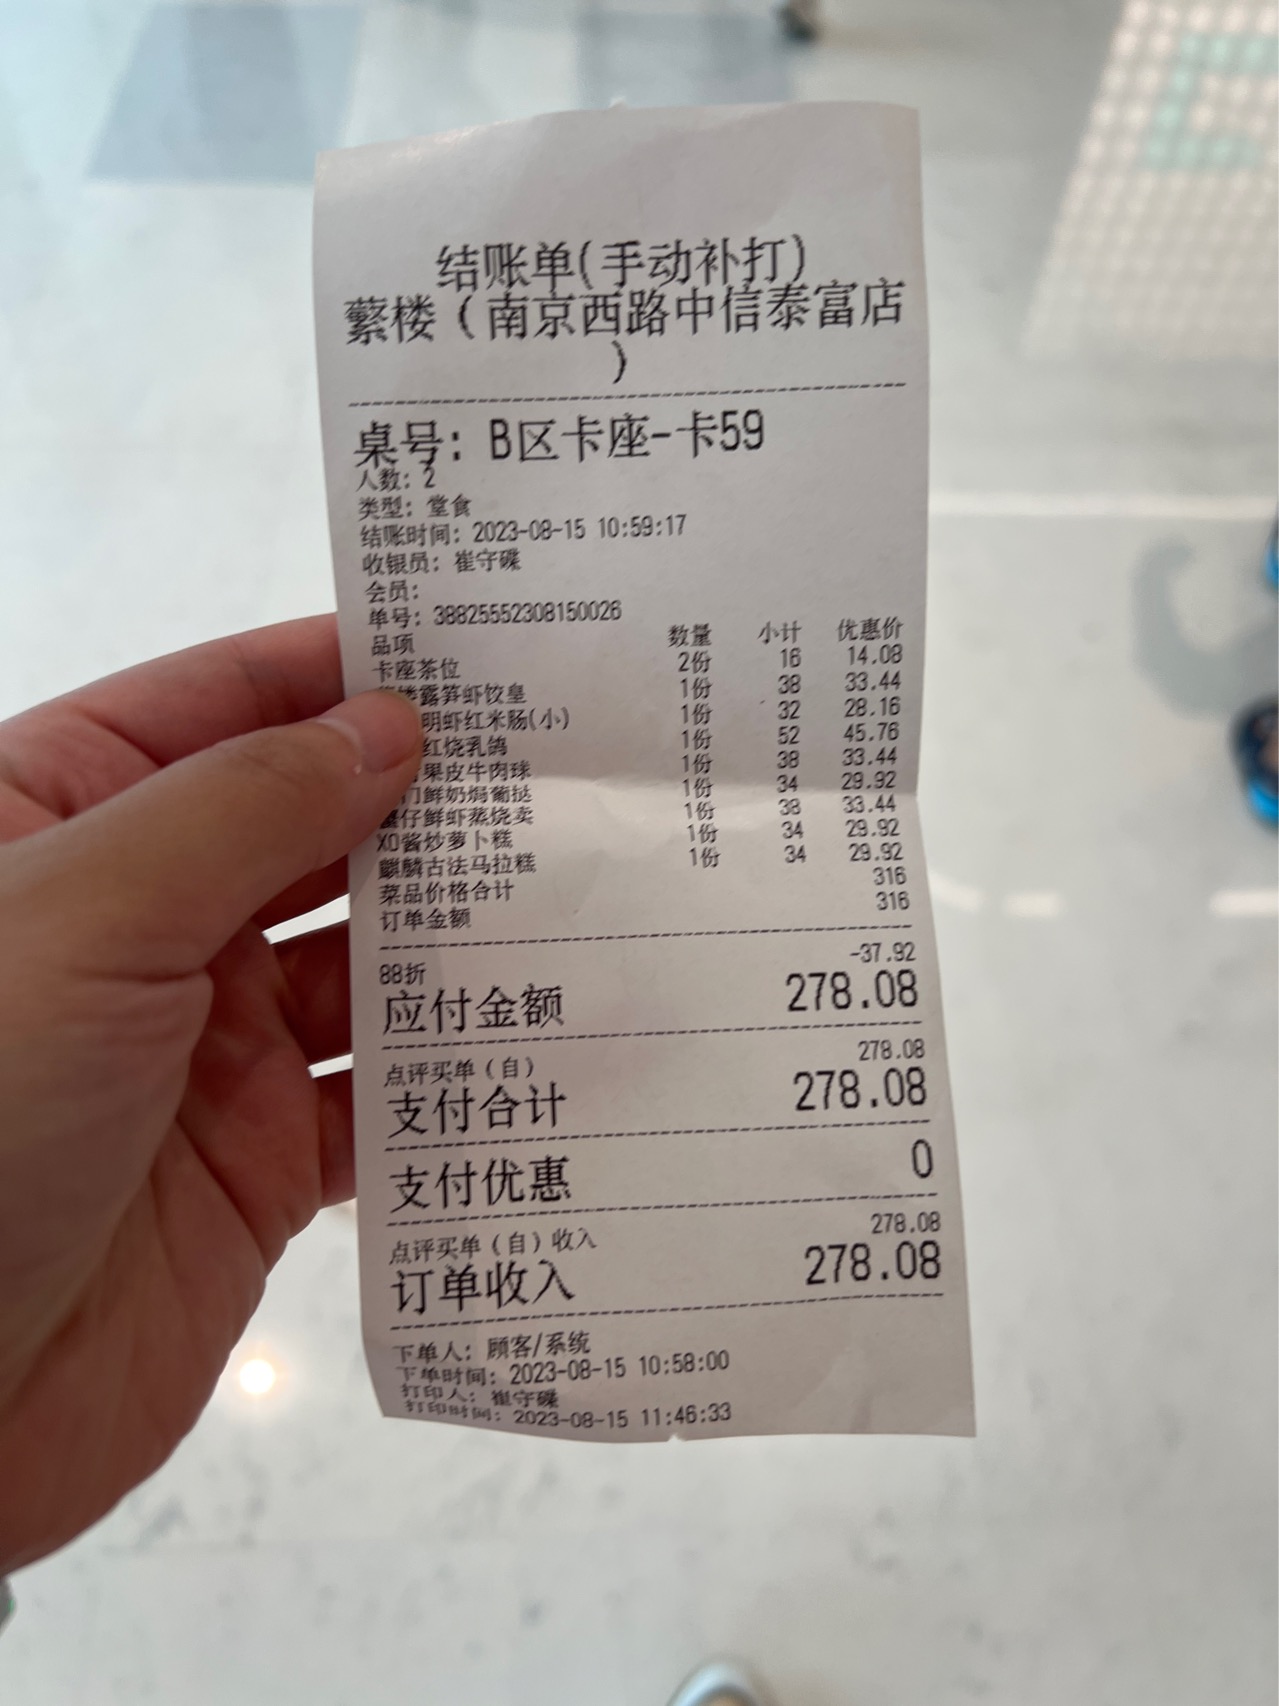 结账单(手动补打)
蘩楼（南京西路中信泰富店
）
桌号: B区卡座-卡59
人数: 2
类型: 堂食
结账时间: 2023-08-15 10:59:17
收银员: 崔守碟
会员:
单号: 38825552308150026
品项 数量 小计 优惠价
卡座茶位 2份 16 14.08
露笋虾饺皇 1份 38 33.44
明虾红米肠(小) 1份 32 28.16
红烧乳鸽 1份 52 45.76
果皮牛肉球 1份 38 33.44
门鲜奶焗葡挞 1份 34 29.92
蟹仔鲜虾蒸烧卖 1份 38 33.44
XO酱炒萝卜糕 1份 34 29.92
麒麟古法马拉糕 1份 34 29.92
菜品价格合计 316
订单金额 316
88折 -37.92
应付金额 278.08
点评买单（自） 278.08
支付合计 278.08
支付优惠 0
点评买单（自）收入 278.08
订单收入 278.08
下单人: 顾客/系统
下单时间: 2023-08-15 10:58:00
打印人: 崔守碟
打印时间: 2023-08-15 11:46:33